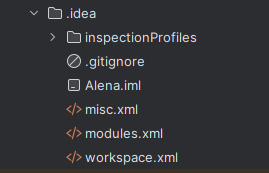 .idea
inspectionProfiles
.gitignore
Alena.iml
misc.xml
modules.xml
workspace.xml